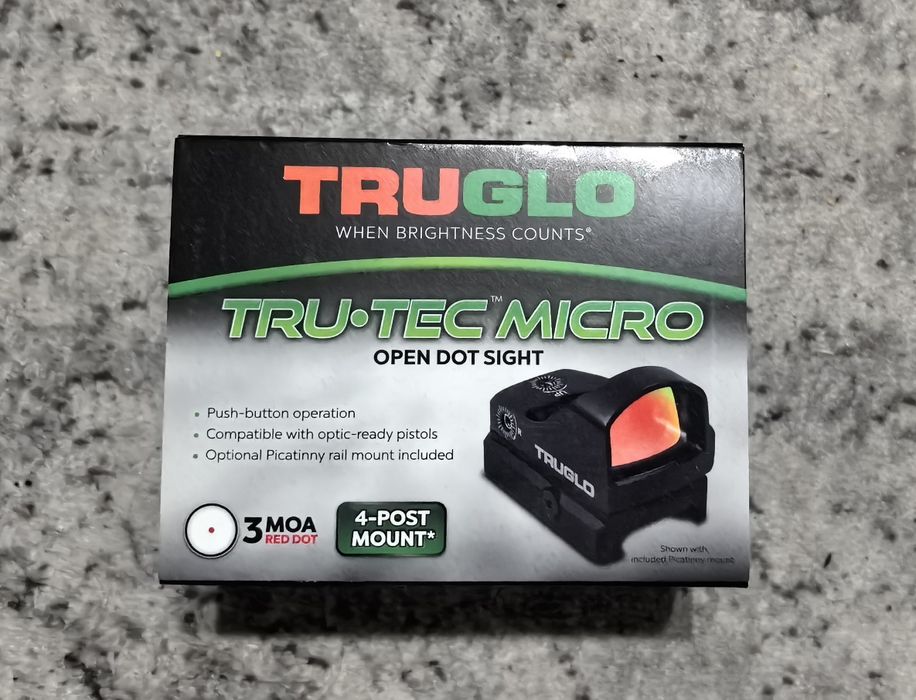 TRUGLO
WHEN BRIGHTNESS COUNTS®
TRU•TEC™ MICRO
OPEN DOT SIGHT
• Push-button operation
• Compatible with optic-ready pistols
• Optional Picatinny rail mount included
UP
R
TRUGLO
3 MOA
RED DOT
4-POST
MOUNT*
Shown with
included Picatinny mount